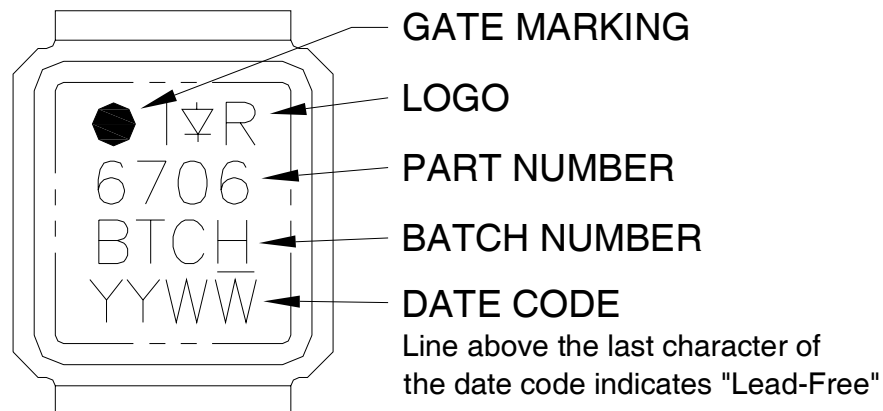 GATE MARKING
I R
LOGO
6706
PART NUMBER
BTCH
BATCH NUMBER
YYWW̅
DATE CODE
Line above the last character of
the date code indicates "Lead-Free"